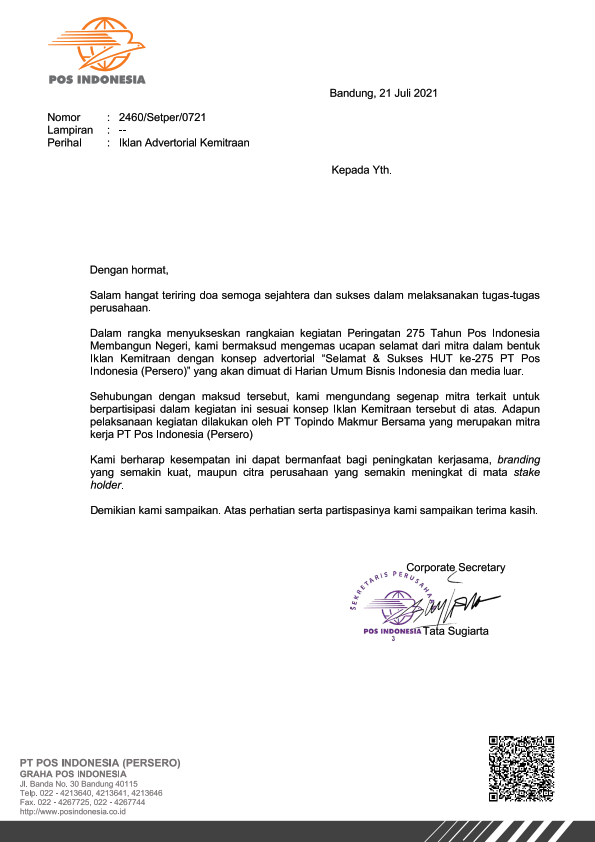 POS INDONESIA
Bandung, 21 Juli 2021
Nomor : 2460/Setper/0721
Lampiran : --
Perihal : Iklan Advertorial Kemitraan
Kepada Yth.
Dengan hormat,
Salam hangat teriring doa semoga sejahtera dan sukses dalam melaksanakan tugas-tugas
perusahaan.
Dalam rangka menyukseskan rangkaian kegiatan Peringatan 275 Tahun Pos Indonesia
Membangun Negeri, kami bermaksud mengemas ucapan selamat dari mitra dalam bentuk
Iklan Kemitraan dengan konsep advertorial “Selamat & Sukses HUT ke-275 PT Pos
Indonesia (Persero)” yang akan dimuat di Harian Umum Bisnis Indonesia dan media luar.
Sehubungan dengan maksud tersebut, kami mengundang segenap mitra terkait untuk
berpartisipasi dalam kegiatan ini sesuai konsep Iklan Kemitraan tersebut di atas. Adapun
pelaksanaan kegiatan dilakukan oleh PT Topindo Makmur Bersama yang merupakan mitra
kerja PT Pos Indonesia (Persero)
Kami berharap kesempatan ini dapat bermanfaat bagi peningkatan kerjasama, branding
yang semakin kuat, maupun citra perusahaan yang semakin meningkat di mata stake
holder.
Demikian kami sampaikan. Atas perhatian serta partispasinya kami sampaikan terima kasih.
Corporate Secretary
SEKRETARIS PERUSAHAAN
POS INDONESIA
3
Tata Sugiarta
PT POS INDONESIA (PERSERO)
GRAHA POS INDONESIA
Jl. Banda No. 30 Bandung 40115
Telp. 022 - 4213640, 4213641, 4213646
Fax. 022 - 4267725, 022 - 4267744
http://www.posindonesia.co.id